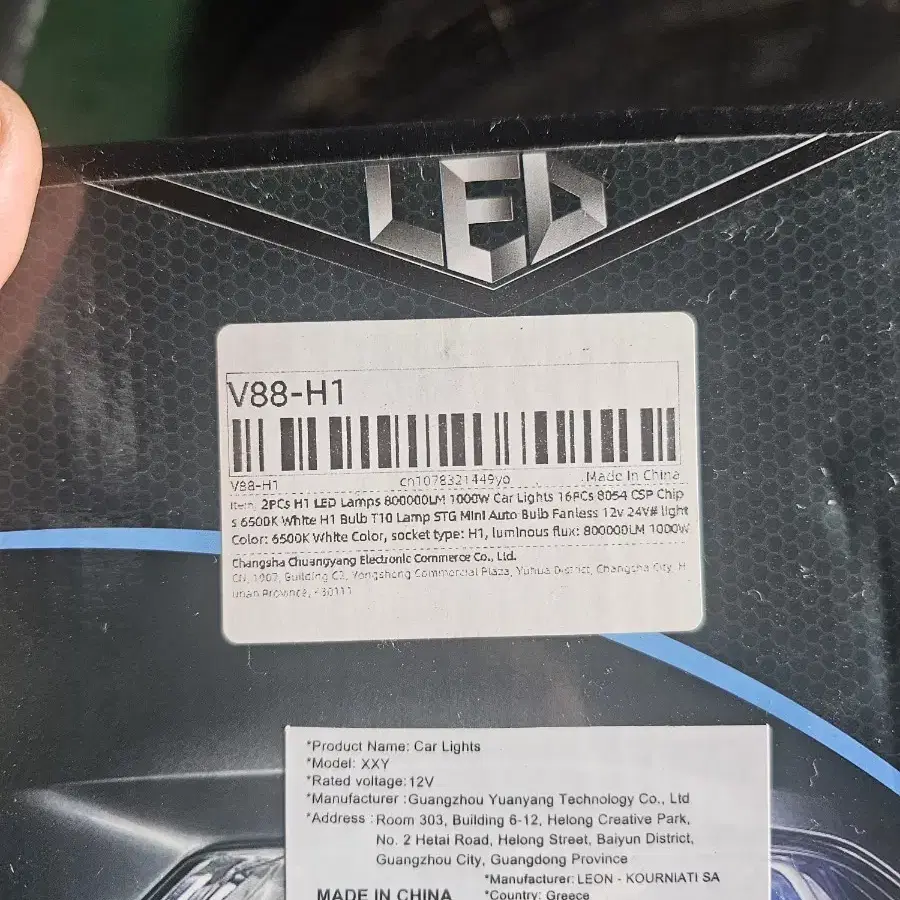 LED
V88-H1
V88-H1 cn1078321449yo Made In China
Item: 2PCs H1 LED Lamps 800000LM 1000W Car Lights 16PCs 8054 CSP Chip
s 6500K White H1 Bulb T10 Lamp STG Mini Auto Bulb Fanless 12v 24V# light
Color: 6500K White Color, socket type: H1, luminous flux: 800000LM 1000W
Changsha Chuangyang Electronic Commerce Co., Ltd.
CN, 1007, Building C2, Yongsheng Commercial Plaza, Yuhua District, Changsha City, H
unan Province,
*Product Name: Car Lights
*Model: XXY
*Rated voltage:12V
*Manufacturer :Guangzhou Yuanyang Technology Co., Ltd
*Address : Room 303, Building 6-12, Helong Creative Park,
No. 2 Hetai Road, Helong Street, Baiyun District,
Guangzhou City, Guangdong Province
*Manufacturer: LEON - KOURNIATI SA
MADE IN CHINA *Country: Greece